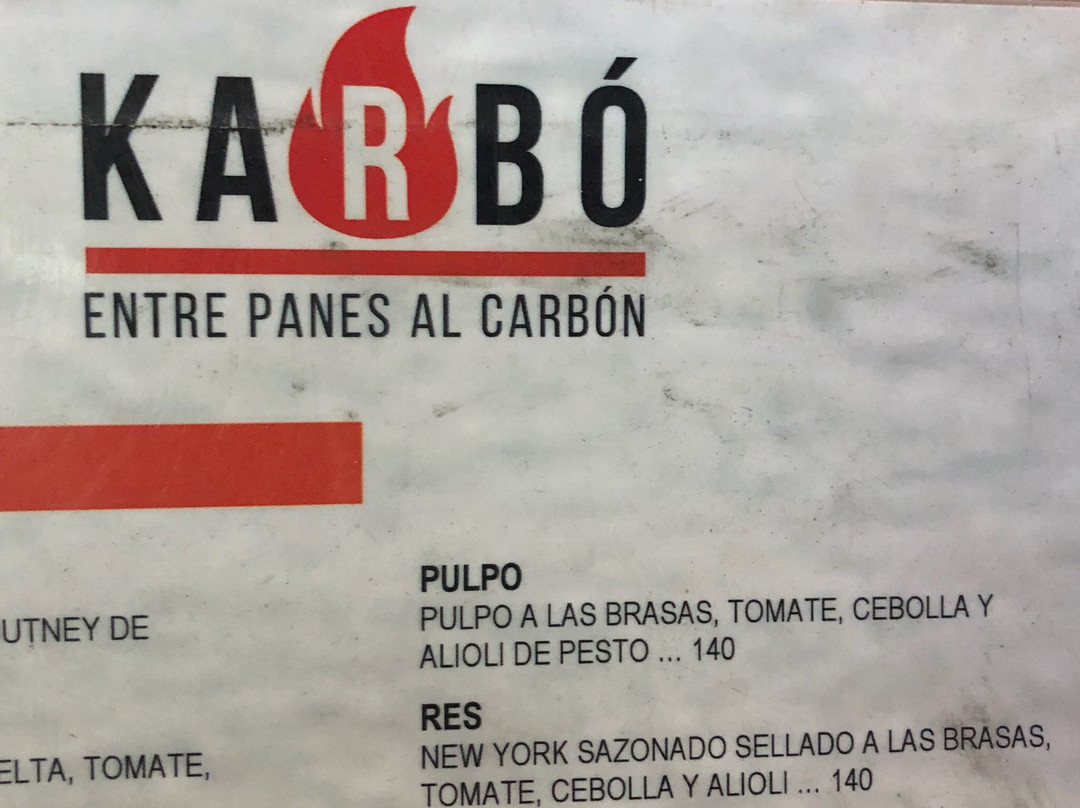 KARBÓ
ENTRE PANES AL CARBÓN
UTNEY DE
ELTA, TOMATE,
PULPO
PULPO A LAS BRASAS, TOMATE, CEBOLLA Y
ALIOLI DE PESTO ... 140
RES
NEW YORK SAZONADO SELLADO A LAS BRASAS,
TOMATE, CEBOLLA Y ALIOLI ... 140